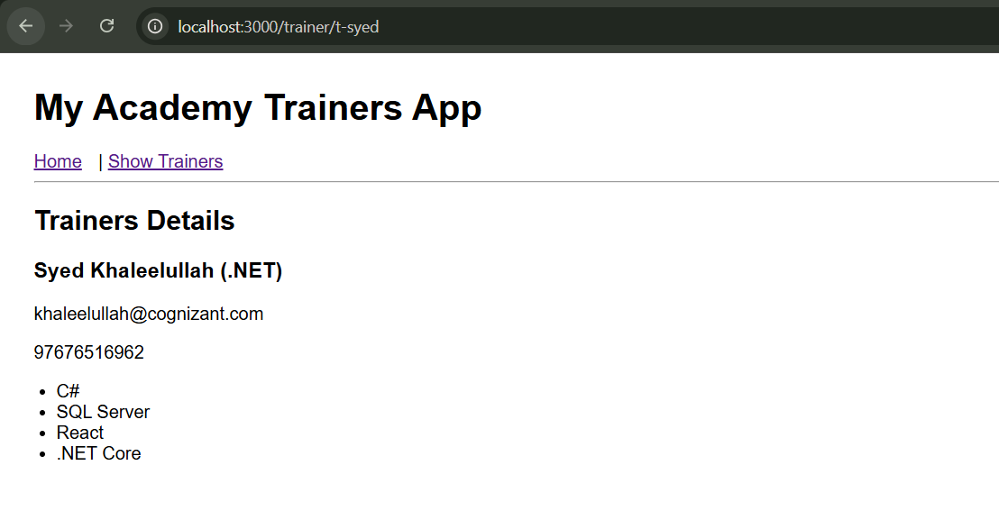 localhost:3000/trainer/t-syed
My Academy Trainers App
Home | Show Trainers
Trainers Details
Syed Khaleelullah (.NET)
khaleelullah@cognizant.com
97676516962
• C#
• SQL Server
• React
• .NET Core